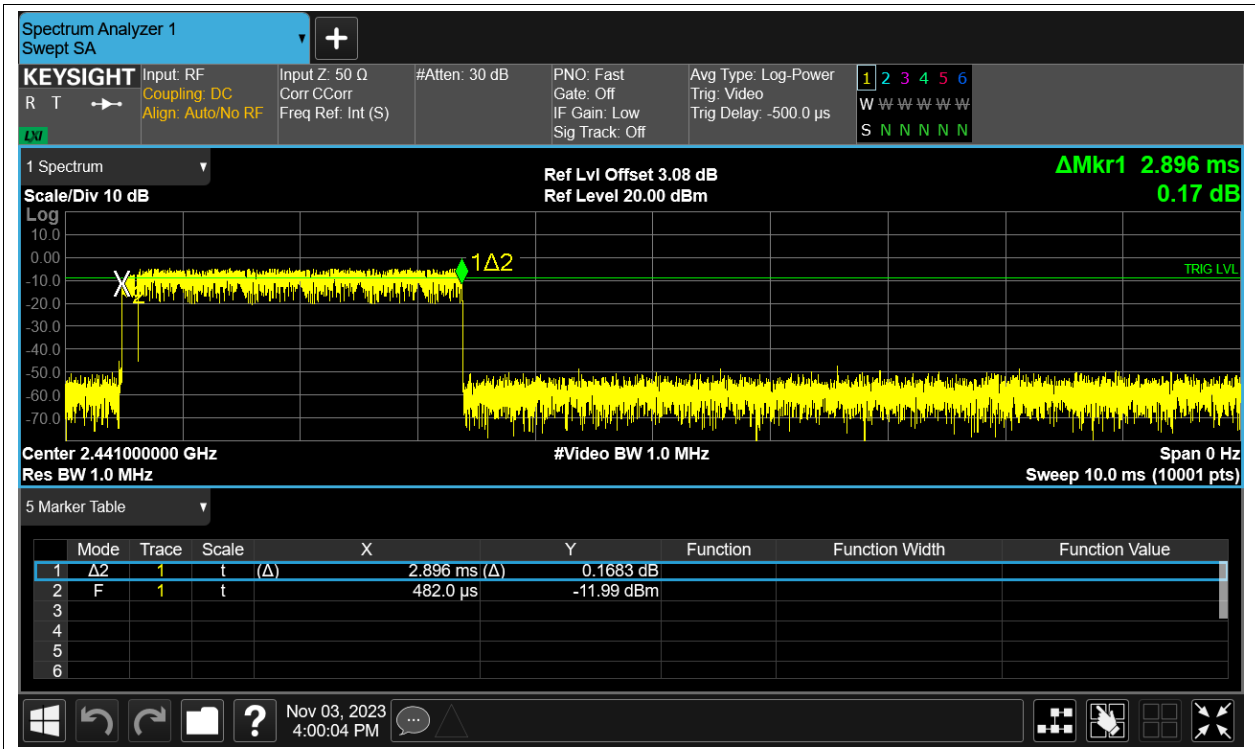 Spectrum Analyzer 1
Swept SA
KEYSIGHT
R T
LXI
Input: RF
Coupling: DC
Align: Auto/No RF
Input Z: 50 Ω
Corr CCorr
Freq Ref: Int (S)
#Atten: 30 dB
PNO: Fast
Gate: Off
IF Gain: Low
Sig Track: Off
Avg Type: Log-Power
Trig: Video
Trig Delay: -500.0 µs
1 2 3 4 5 6
W W W W W W
S N N N N N
1 Spectrum
Scale/Div 10 dB
Ref Lvl Offset 3.08 dB
Ref Level 20.00 dBm
ΔMkr1 2.896 ms
0.17 dB
Log
10.0
0.00
-10.0
-20.0
-30.0
-40.0
-50.0
-60.0
-70.0
X
2
1Δ2
TRIG LVL
Center 2.441000000 GHz
#Video BW 1.0 MHz
Span 0 Hz
Res BW 1.0 MHz
Sweep 10.0 ms (10001 pts)
5 Marker Table
Mode Trace Scale X Y Function Function Width Function Value
1 Δ2 1 t (Δ) 2.896 ms (Δ) 0.1683 dB
2 F 1 t 482.0 µs -11.99 dBm
3
4
5
6
?
Nov 03, 2023
4:00:04 PM